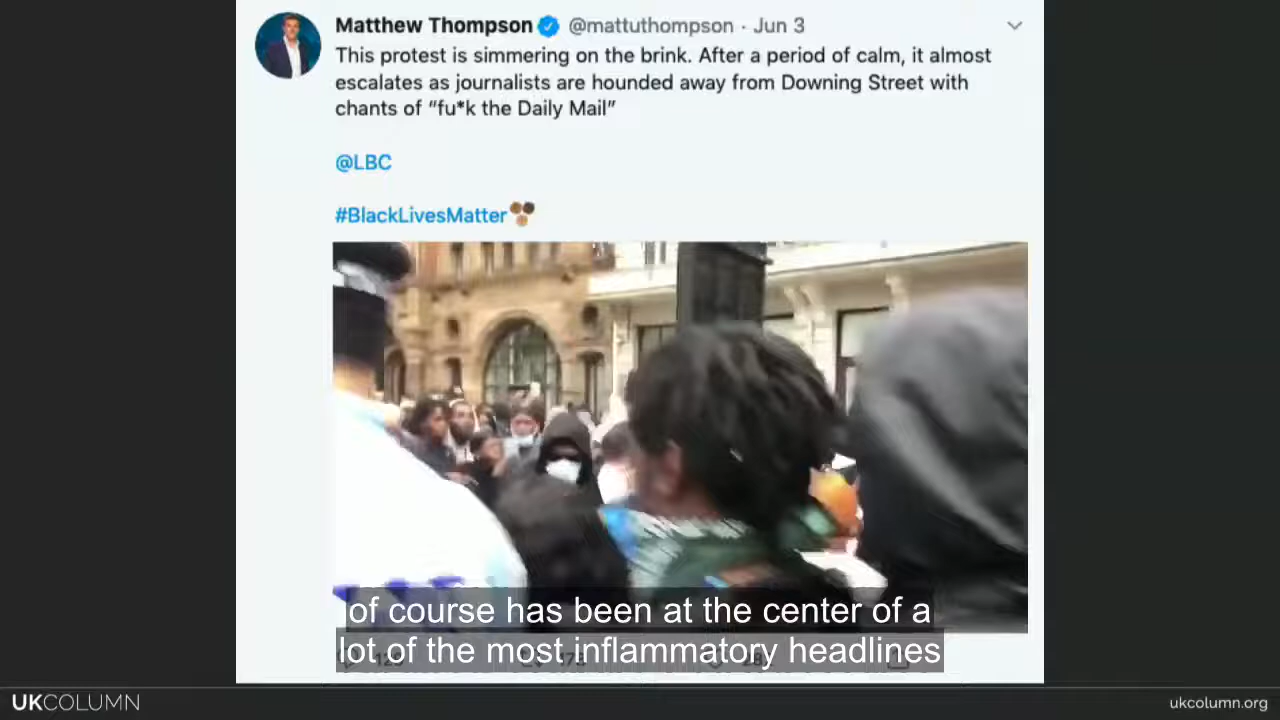 Matthew Thompson @mattuthompson · Jun 3
This protest is simmering on the brink. After a period of calm, it almost
escalates as journalists are hounded away from Downing Street with
chants of “fu*k the Daily Mail”
@LBC
#BlackLivesMatter
of course has been at the center of a
lot of the most inflammatory headlines
UKCOLUMN
ukcolumn.org